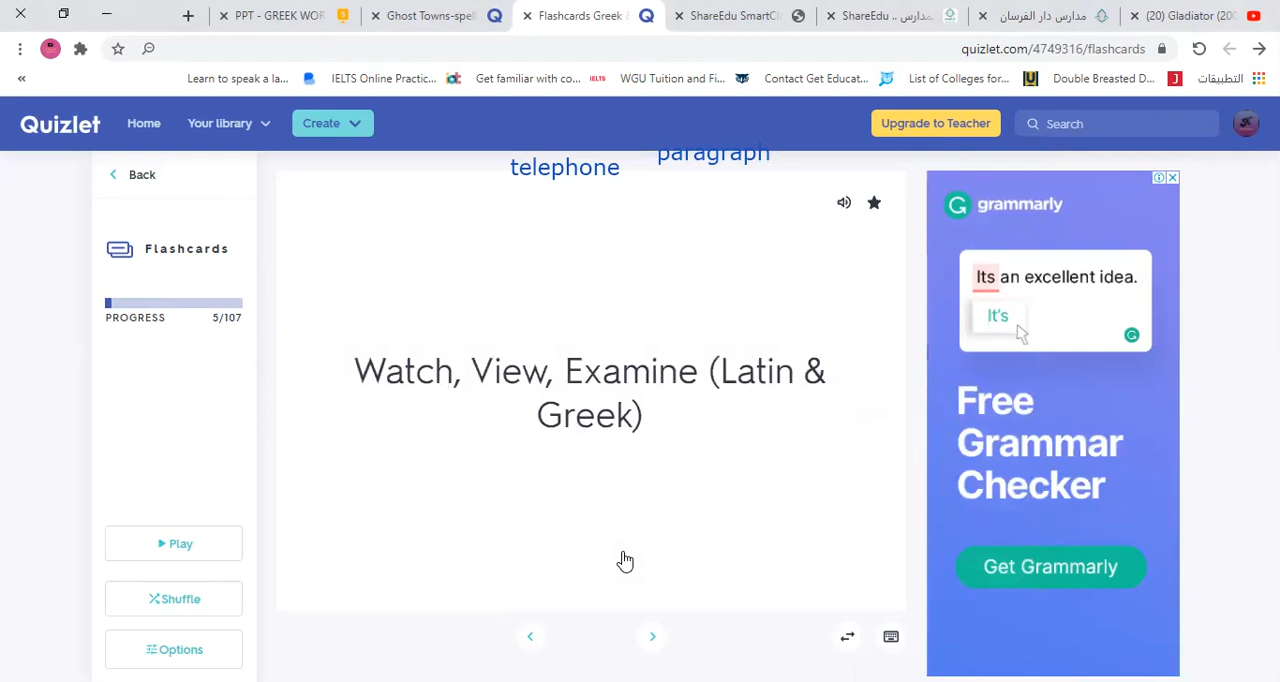 PPT - GREEK WOR
Ghost Towns-spell
Flashcards Greek &
ShareEdu SmartCl
ShareEdu .. مدارس
مدارس دار الفرسان
(20) Gladiator (200
quizlet.com/4749316/flashcards
Learn to speak a la...
IELTS Online Practic...
Get familiar with co...
IELTS
WGU Tuition and Fi...
Contact Get Educat...
List of Colleges for...
Double Breasted D...
التطبيقات
Quizlet
Home
Your library
Create
Upgrade to Teacher
Search
telephone
paragraph
Back
Flashcards
PROGRESS 5/107
Watch, View, Examine (Latin &
Greek)
Play
Shuffle
Options
grammarly
Its an excellent idea.
It's
Free
Grammar
Checker
Get Grammarly